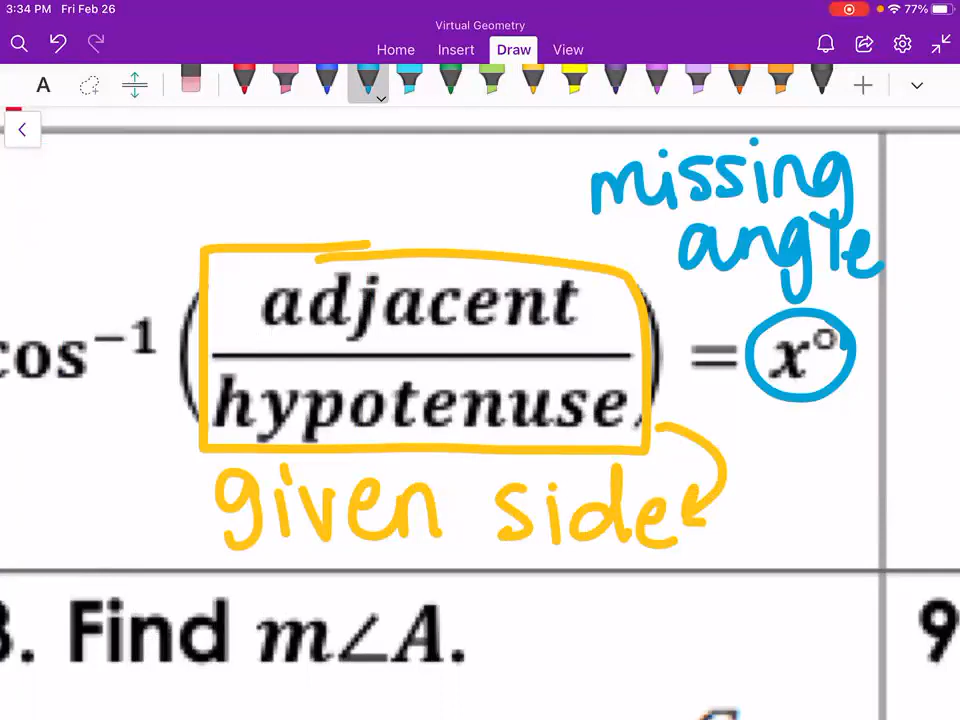 3:34 PM Fri Feb 26
77%
Virtual Geometry
Home Insert Draw View
A
missing
angle
cos⁻¹ (adjacent
hypotenuse) = x°
given side
3. Find m∠A.
9